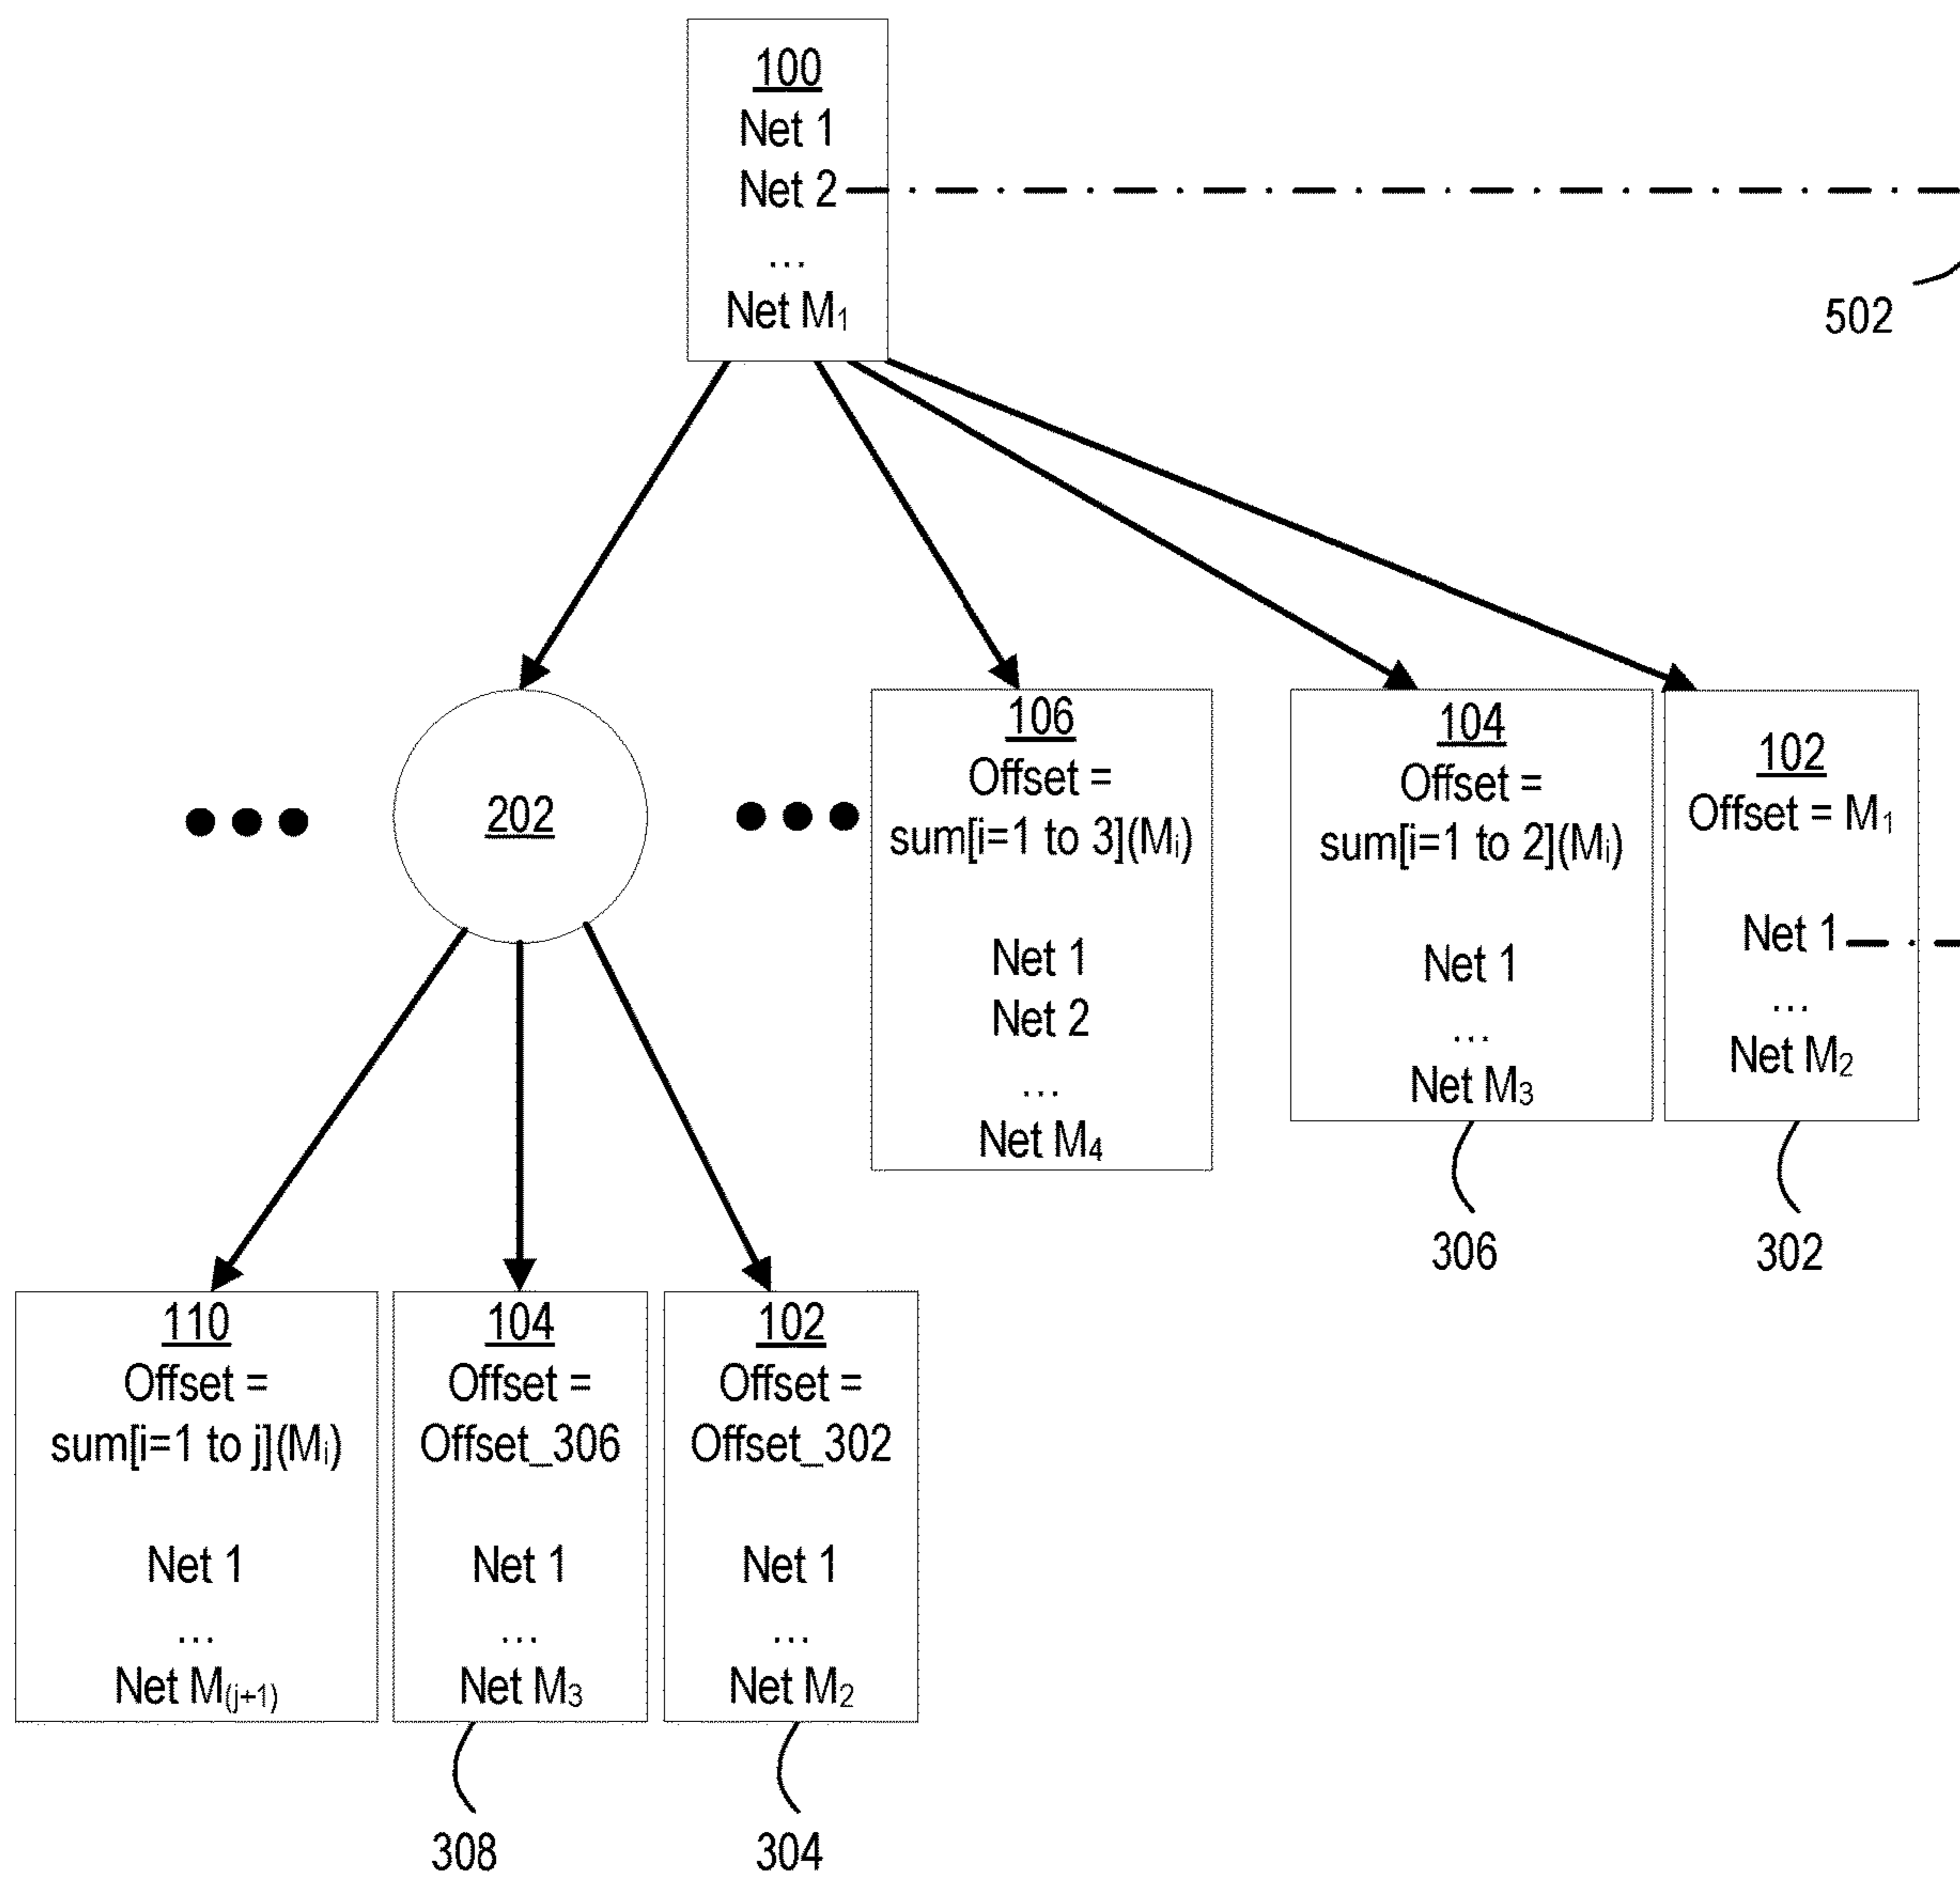 100
Net 1
Net 2
...
Net M₁
502
202
106
Offset =
sum[i=1 to 3](Mᵢ)
Net 1
Net 2
...
Net M₄
104
Offset =
sum[i=1 to 2](Mᵢ)
Net 1
...
Net M₃
306
102
Offset = M₁
Net 1
...
Net M₂
302
110
Offset =
sum[i=1 to j](Mᵢ)
Net 1
...
Net M₍ⱼ₊₁₎
104
Offset =
Offset_306
Net 1
...
Net M₃
308
102
Offset =
Offset_302
Net 1
...
Net M₂
304